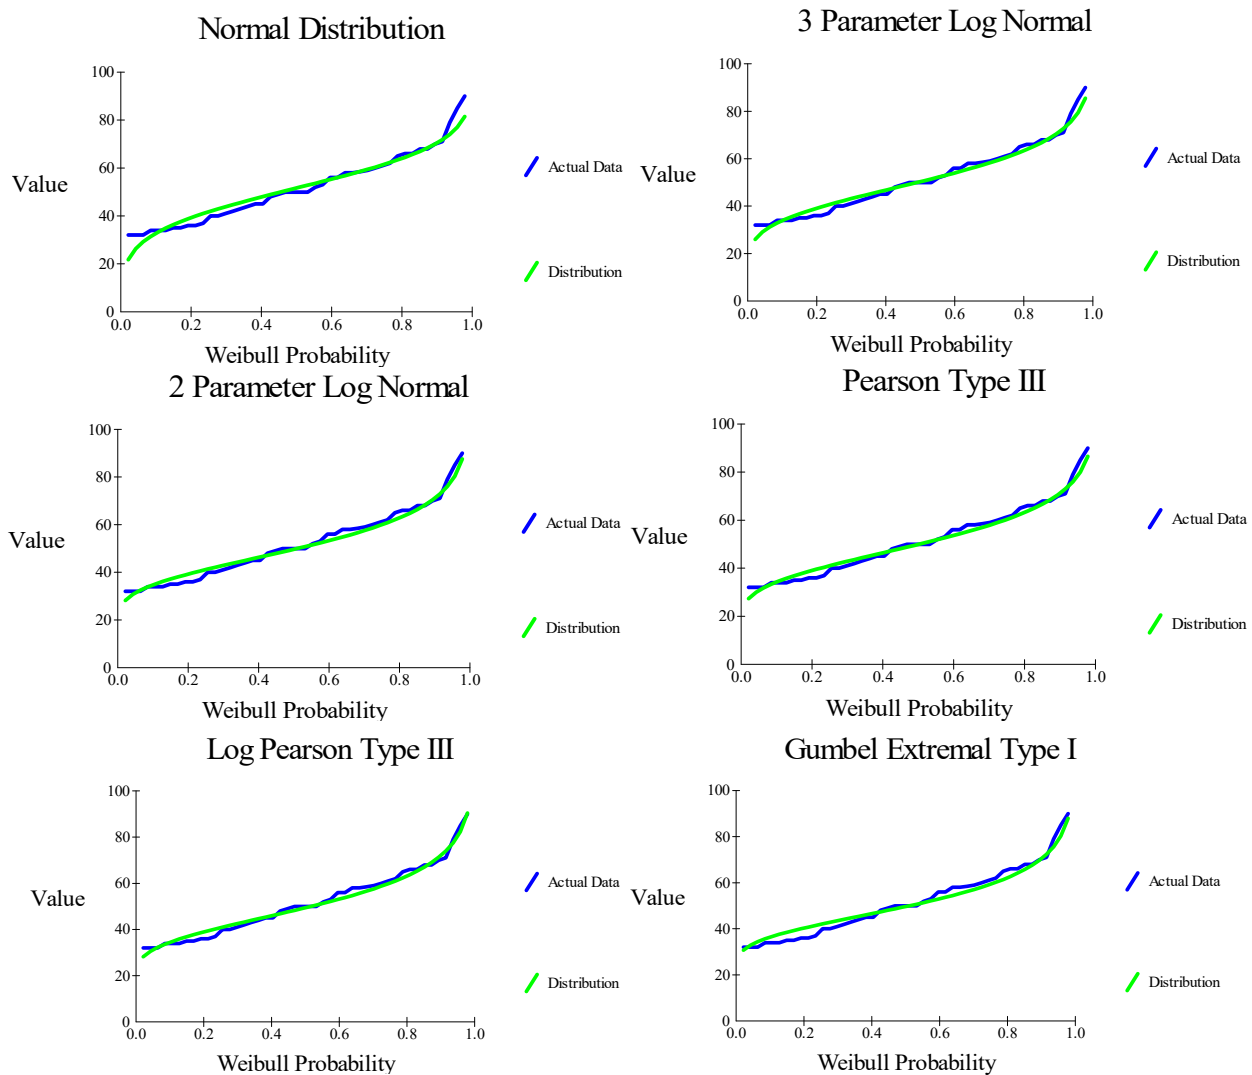 Normal Distribution
100
80
60
40
20
0
0.0 0.2 0.4 0.6 0.8 1.0
Value
Weibull Probability
Actual Data
Distribution
3 Parameter Log Normal
100
80
60
40
20
0
0.0 0.2 0.4 0.6 0.8 1.0
Value
Weibull Probability
Actual Data
Distribution
2 Parameter Log Normal
100
80
60
40
20
0
0.0 0.2 0.4 0.6 0.8 1.0
Value
Weibull Probability
Actual Data
Distribution
Pearson Type III
100
80
60
40
20
0
0.0 0.2 0.4 0.6 0.8 1.0
Value
Weibull Probability
Actual Data
Distribution
Log Pearson Type III
100
80
60
40
20
0
0.0 0.2 0.4 0.6 0.8 1.0
Value
Weibull Probability
Actual Data
Distribution
Gumbel Extremal Type I
100
80
60
40
20
0
0.0 0.2 0.4 0.6 0.8 1.0
Value
Weibull Probability
Actual Data
Distribution